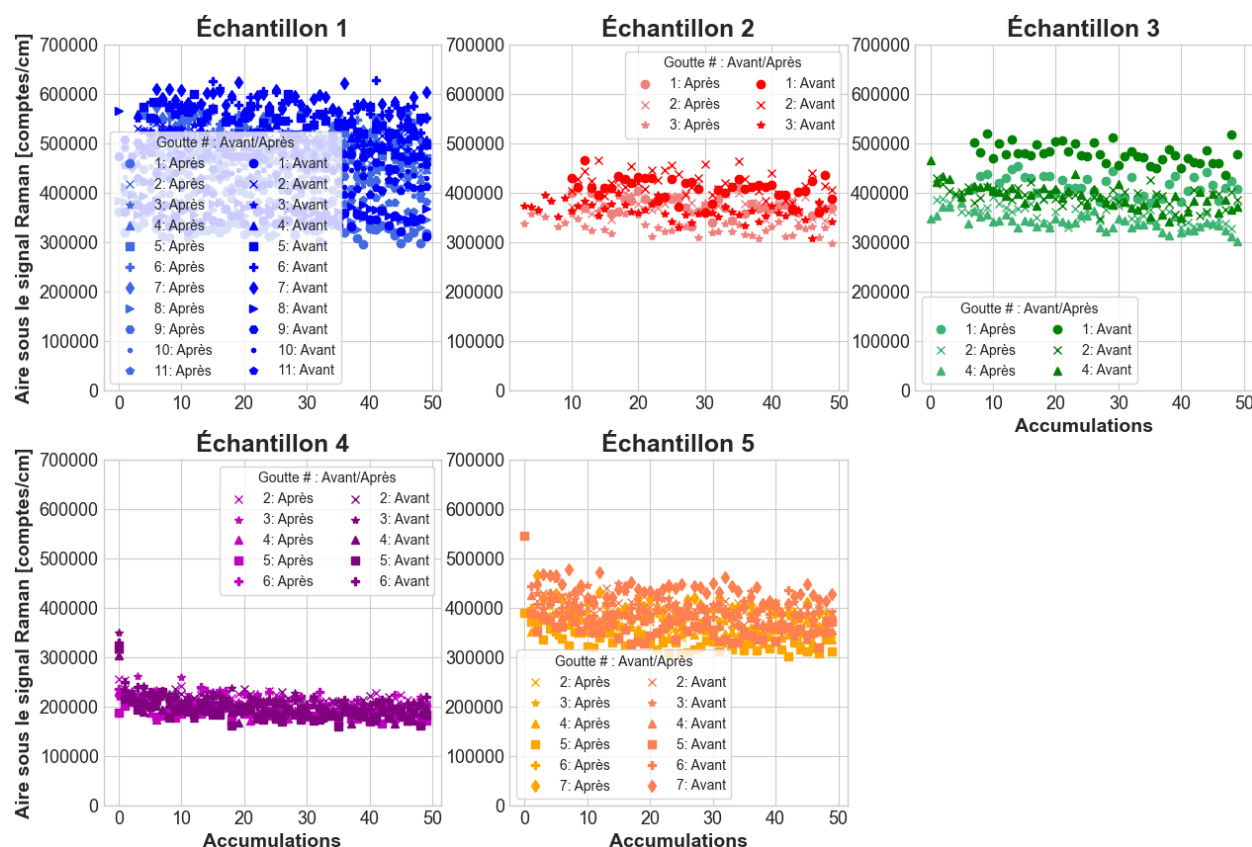 Échantillon 1
Échantillon 2
Échantillon 3
Aire sous le signal Raman [comptes/cm]
700000
600000
500000
400000
300000
200000
100000
0
Goutte # : Avant/Après
1: Après 1: Avant
2: Après 2: Avant
3: Après 3: Avant
4: Après 4: Avant
5: Après 5: Avant
6: Après 6: Avant
7: Après 7: Avant
8: Après 8: Avant
9: Après 9: Avant
10: Après 10: Avant
11: Après 11: Avant
0 10 20 30 40 50
700000
600000
500000
400000
300000
200000
100000
0
Goutte # : Avant/Après
1: Après 1: Avant
2: Après 2: Avant
3: Après 3: Avant
0 10 20 30 40 50
700000
600000
500000
400000
300000
200000
100000
0
Goutte # : Avant/Après
1: Après 1: Avant
2: Après 2: Avant
4: Après 4: Avant
0 10 20 30 40 50
Accumulations
Échantillon 4
Échantillon 5
Aire sous le signal Raman [comptes/cm]
700000
600000
500000
400000
300000
200000
100000
0
Goutte # : Avant/Après
2: Après 2: Avant
3: Après 3: Avant
4: Après 4: Avant
5: Après 5: Avant
6: Après 6: Avant
0 10 20 30 40 50
Accumulations
700000
600000
500000
400000
300000
200000
100000
0
Goutte # : Avant/Après
2: Après 2: Avant
3: Après 3: Avant
4: Après 4: Avant
5: Après 5: Avant
6: Après 6: Avant
7: Après 7: Avant
0 10 20 30 40 50
Accumulations